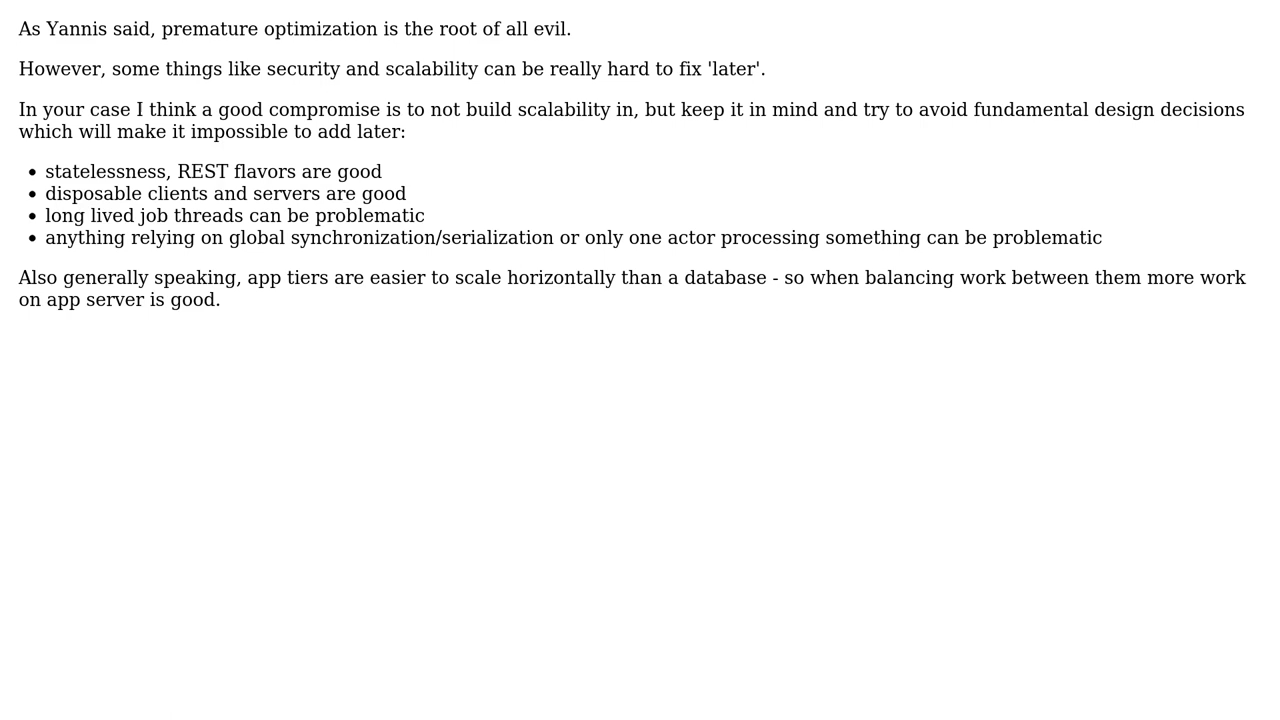 As Yannis said, premature optimization is the root of all evil.
However, some things like security and scalability can be really hard to fix 'later'.
In your case I think a good compromise is to not build scalability in, but keep it in mind and try to avoid fundamental design decisions
which will make it impossible to add later:
• statelessness, REST flavors are good
• disposable clients and servers are good
• long lived job threads can be problematic
• anything relying on global synchronization/serialization or only one actor processing something can be problematic
Also generally speaking, app tiers are easier to scale horizontally than a database - so when balancing work between them more work
on app server is good.